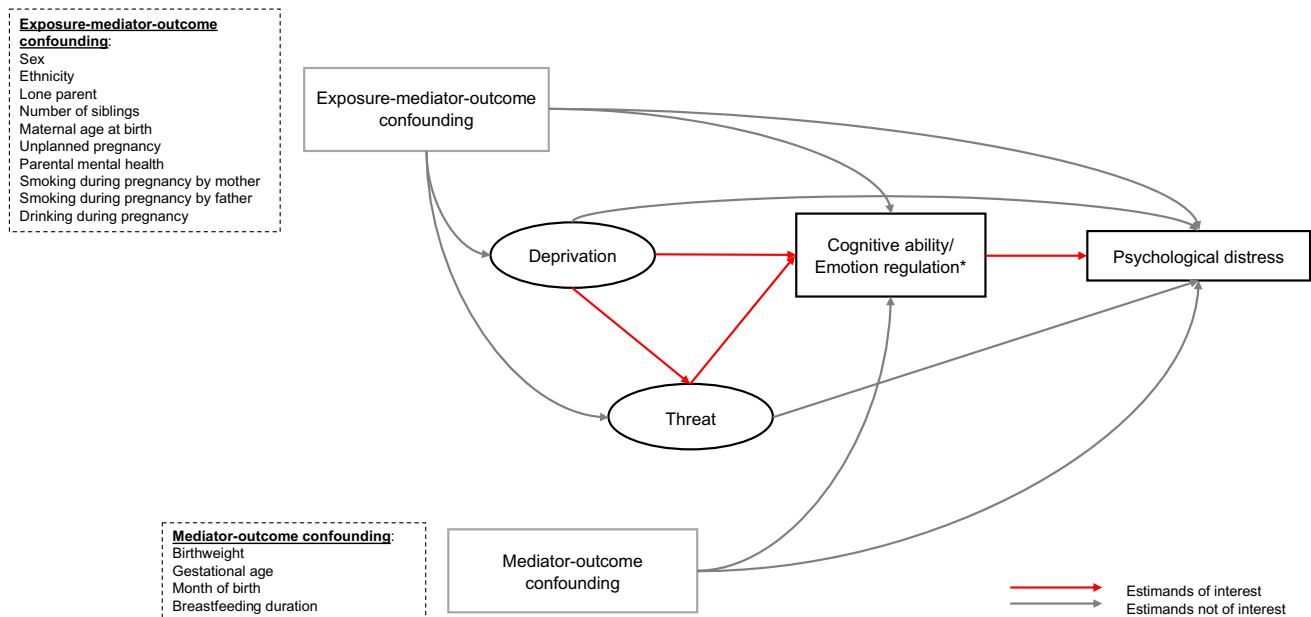 Exposure-mediator-outcome
confounding:
Sex
Ethnicity
Lone parent
Number of siblings
Maternal age at birth
Unplanned pregnancy
Parental mental health
Smoking during pregnancy by mother
Smoking during pregnancy by father
Drinking during pregnancy
Exposure-mediator-outcome
confounding
Deprivation
Cognitive ability/
Emotion regulation*
Psychological distress
Threat
Mediator-outcome confounding:
Birthweight
Gestational age
Month of birth
Breastfeeding duration
Mediator-outcome
confounding
Estimands of interest
Estimands not of interest